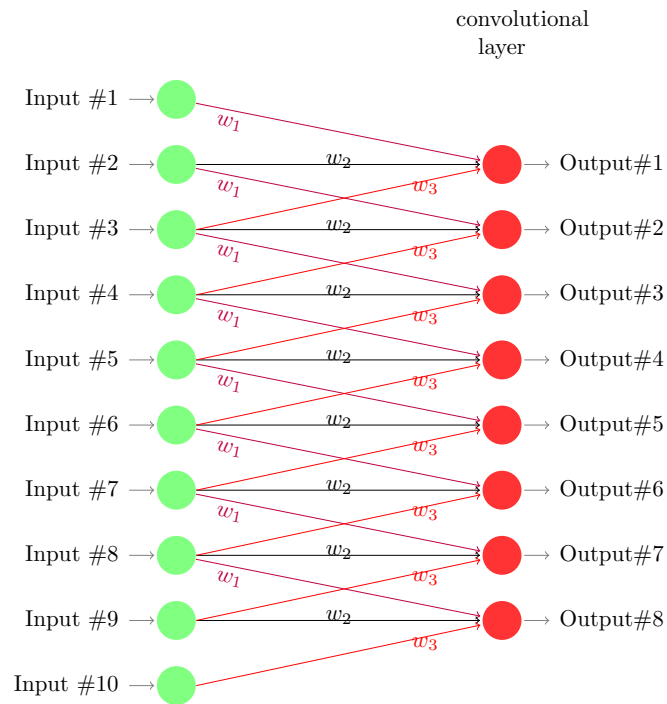 convolutional
layer
Input #1
w1
Input #2
w2
Output#1
w1
w3
Input #3
w2
Output#2
w1
w3
Input #4
w2
Output#3
w1
w3
Input #5
w2
Output#4
w1
w3
Input #6
w2
Output#5
w1
w3
Input #7
w2
Output#6
w1
w3
Input #8
w2
Output#7
w1
w3
Input #9
w2
Output#8
w3
Input #10